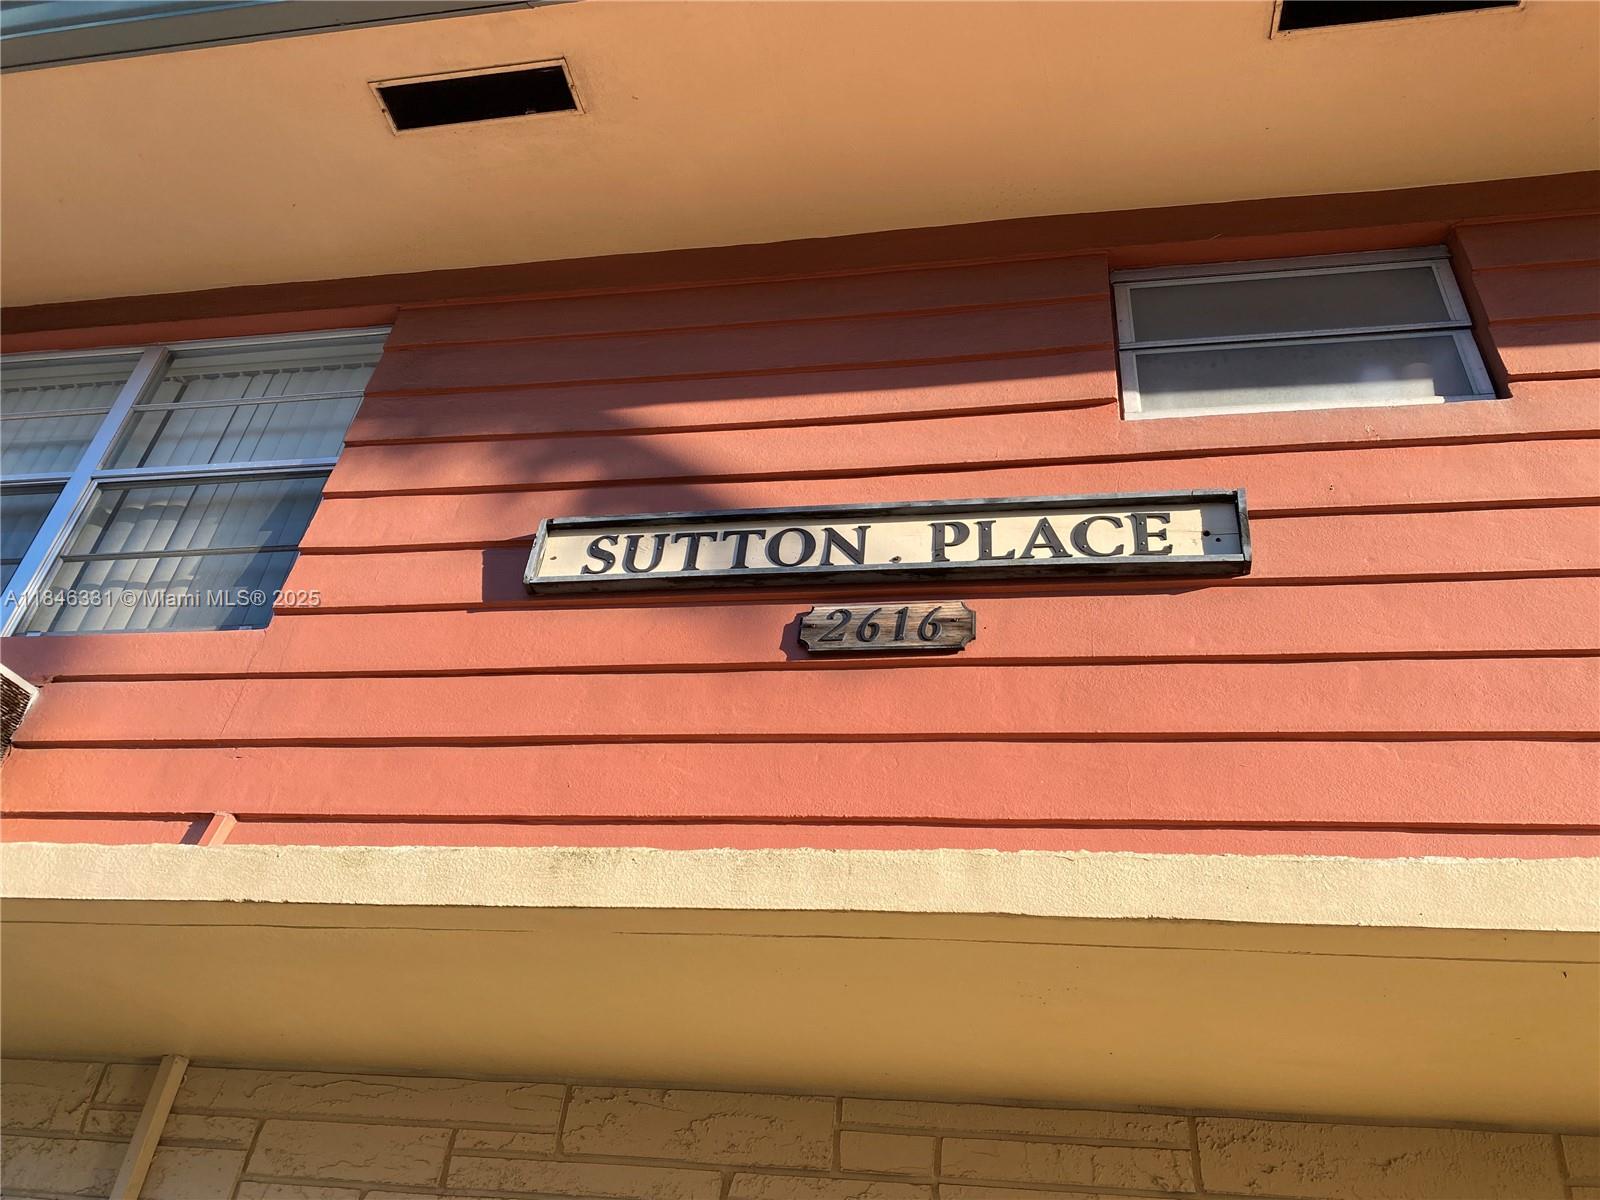 SUTTON PLACE
2616
A11846381 © Miami MLS® 2025